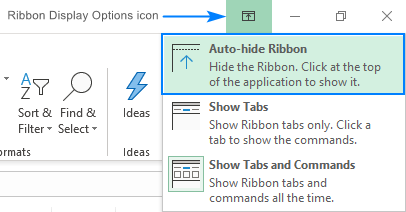 Ribbon Display Options icon
Auto-hide Ribbon
Hide the Ribbon. Click at the top
of the application to show it.
Show Tabs
Show Ribbon tabs only. Click a
tab to show the commands.
Show Tabs and Commands
Show Ribbon tabs and
commands all the time.
Sort &
Filter
Find &
Select
Ideas
ormats
Ideas